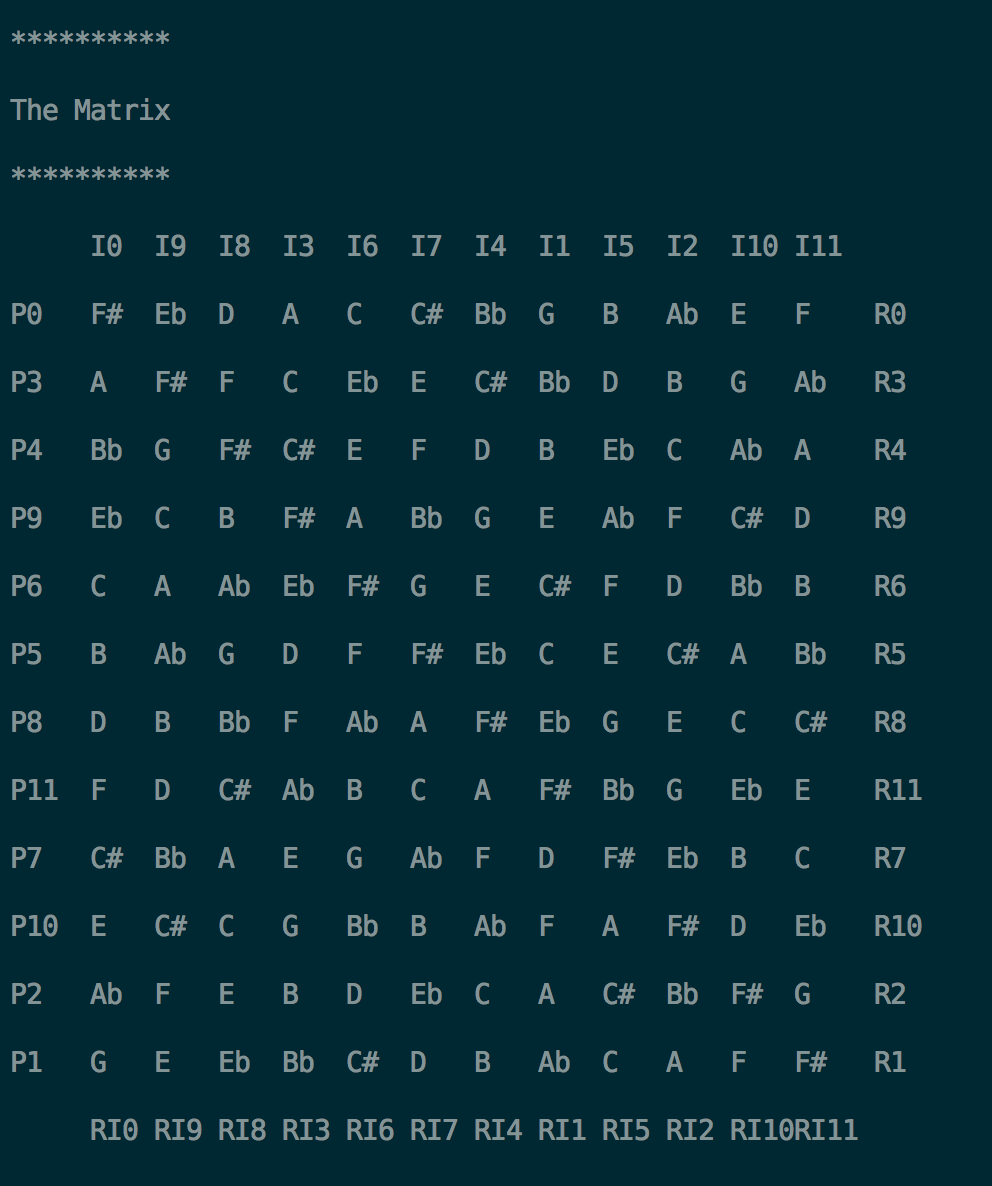 **********
The Matrix
**********
I0 I9 I8 I3 I6 I7 I4 I1 I5 I2 I10 I11
P0 F# Eb D A C C# Bb G B Ab E F R0
P3 A F# F C Eb E C# Bb D B G Ab R3
P4 Bb G F# C# E F D B Eb C Ab A R4
P9 Eb C B F# A Bb G E Ab F C# D R9
P6 C A Ab Eb F# G E C# F D Bb B R6
P5 B Ab G D F F# Eb C E C# A Bb R5
P8 D B Bb F Ab A F# Eb G E C C# R8
P11 F D C# Ab B C A F# Bb G Eb E R11
P7 C# Bb A E G Ab F D F# Eb B C R7
P10 E C# C G Bb B Ab F A F# D Eb R10
P2 Ab F E B D Eb C A C# Bb F# G R2
P1 G E Eb Bb C# D B Ab C A F F# R1
RI0 RI9 RI8 RI3 RI6 RI7 RI4 RI1 RI5 RI2 RI10RI11